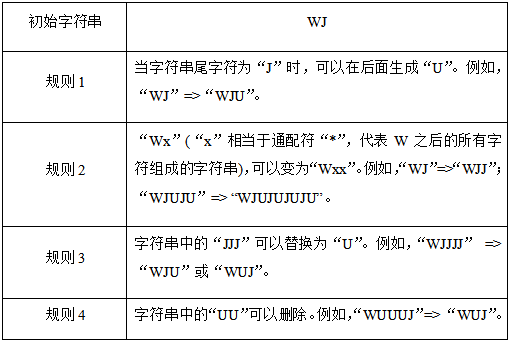 初始字符串 WJ
规则 1 当字符串尾字符为“J”时，可以在后面生成“U”。例如，
“WJ” => “WJU”。
规则 2 “Wx” (“x”相当于通配符“*”，代表 W 之后的所有字
符组成的字符串)，可以变为“Wxx”。例如，“WJ”=>“WJJ”；
“WJUJU” => “WJUJUJUJU”。
规则 3 字符串中的“JJJ”可以替换为“U”。例如，“WJJJJ” =>
“WJU”或“WUJ”。
规则 4 字符串中的“UU”可以删除。例如，“WUUUJ”=> “WUJ”。